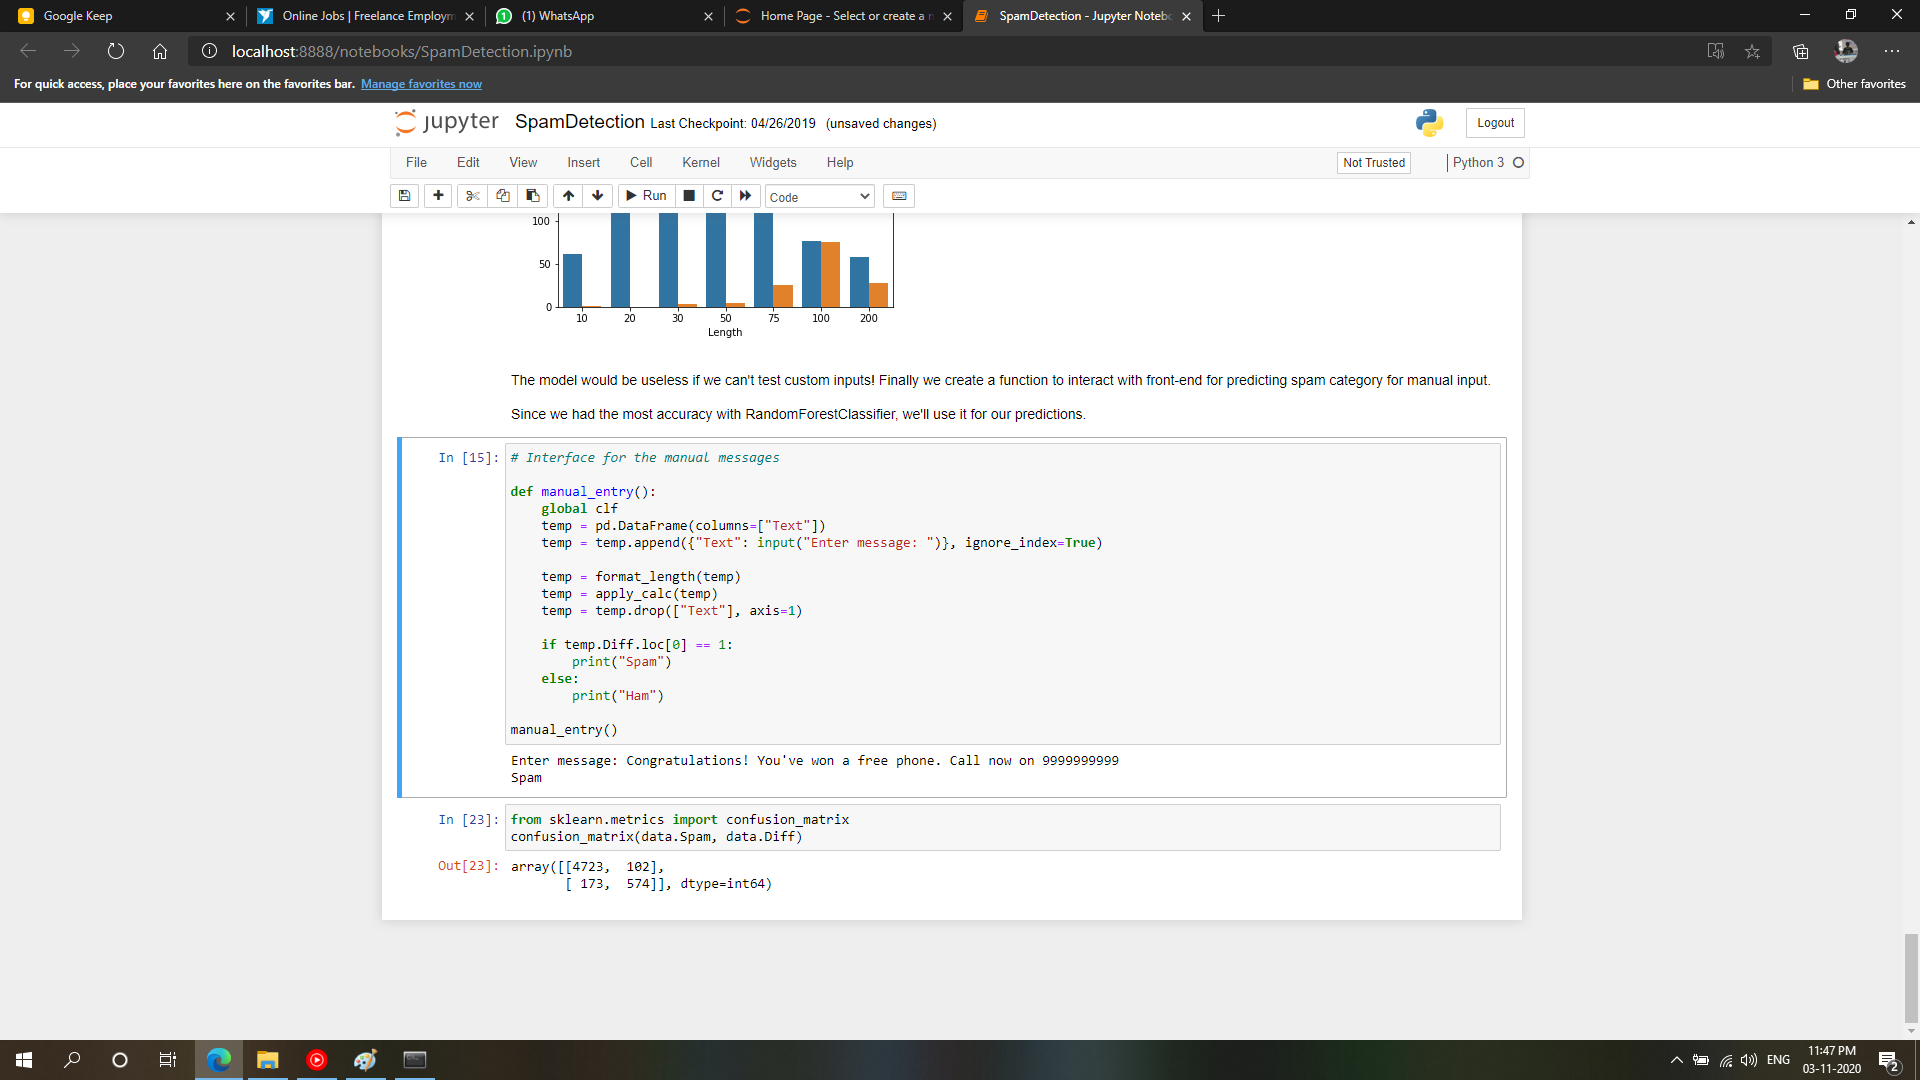 Google Keep
Online Jobs | Freelance Employm
(1) WhatsApp
Home Page - Select or create a n
SpamDetection - Jupyter Notebo
localhost:8888/notebooks/SpamDetection.ipynb
For quick access, place your favorites here on the favorites bar. Manage favorites now
Other favorites
jupyter SpamDetection Last Checkpoint: 04/26/2019 (unsaved changes)
Logout
File Edit View Insert Cell Kernel Widgets Help
Not Trusted
Python 3
Run
Code
100
50
0
10 20 30 50 75 100 200
Length
The model would be useless if we can't test custom inputs! Finally we create a function to interact with front-end for predicting spam category for manual input.
Since we had the most accuracy with RandomForestClassifier, we'll use it for our predictions.
In [15]:
# Interface for the manual messages
def manual_entry():
    global clf
    temp = pd.DataFrame(columns=["Text"])
    temp = temp.append({"Text": input("Enter message: ")}, ignore_index=True)
    temp = format_length(temp)
    temp = apply_calc(temp)
    temp = temp.drop(["Text"], axis=1)
    if temp.Diff.loc[0] == 1:
        print("Spam")
    else:
        print("Ham")
manual_entry()
Enter message: Congratulations! You've won a free phone. Call now on 9999999999
Spam
In [23]:
from sklearn.metrics import confusion_matrix
confusion_matrix(data.Spam, data.Diff)
Out[23]:
array([[4723,  102],
       [ 173,  574]], dtype=int64)
ENG
11:47 PM
03-11-2020
2